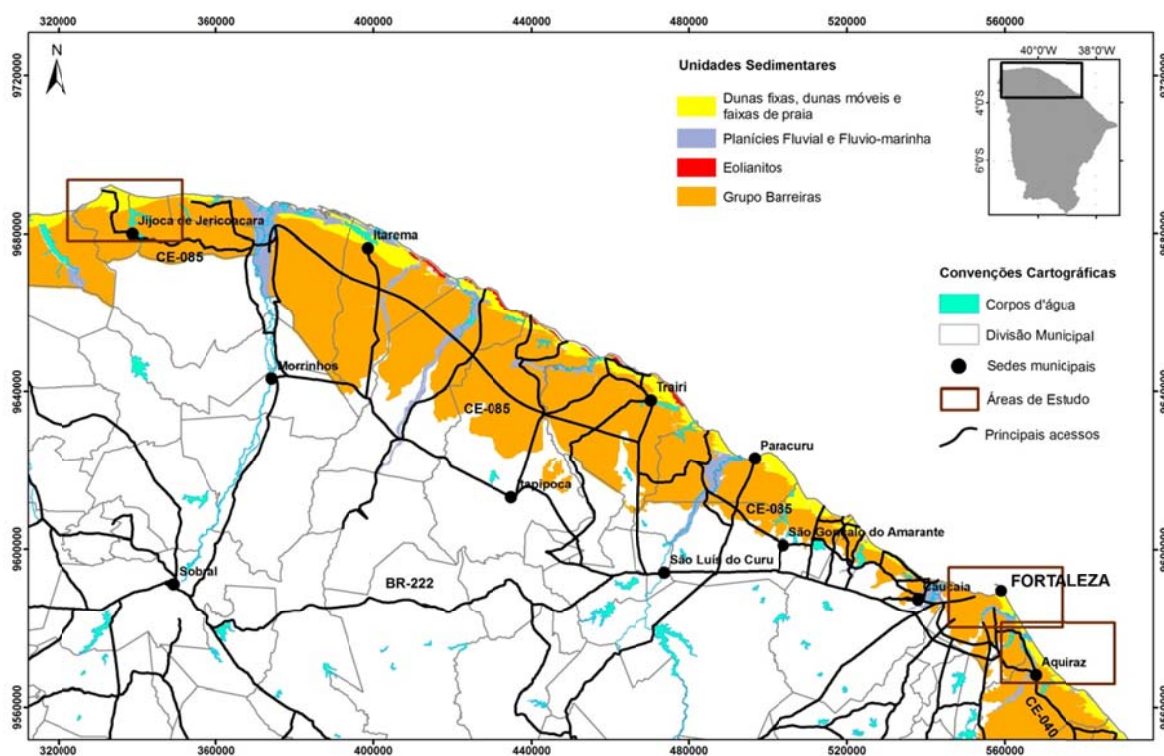 320000 360000 400000 440000 480000 520000 560000
N
9720000
9680000
9640000
9600000
9560000
Unidades Sedimentares
Dunas fixas, dunas móveis e
faixas de praia
Planícies Fluvial e Fluvio-marinha
Eolianitos
Grupo Barreiras
40°0'W 38°0'W
4°0'S
6°0'S
Convenções Cartográficas
Corpos d'água
Divisão Municipal
Sedes municipais
Áreas de Estudo
Principais acessos
Jijoca de Jericoacara
Itarema
CE-085
Morrinhos
CE-085
Trairi
Paracuru
Itapipoca
CE-085
São Gonçalo do Amarante
São Luís do Curu
Sobral
BR-222
Caucaia
FORTALEZA
Aquiraz
CE-040
9720000
9680000
9640000
9600000
9560000
320000 360000 400000 440000 480000 520000 560000